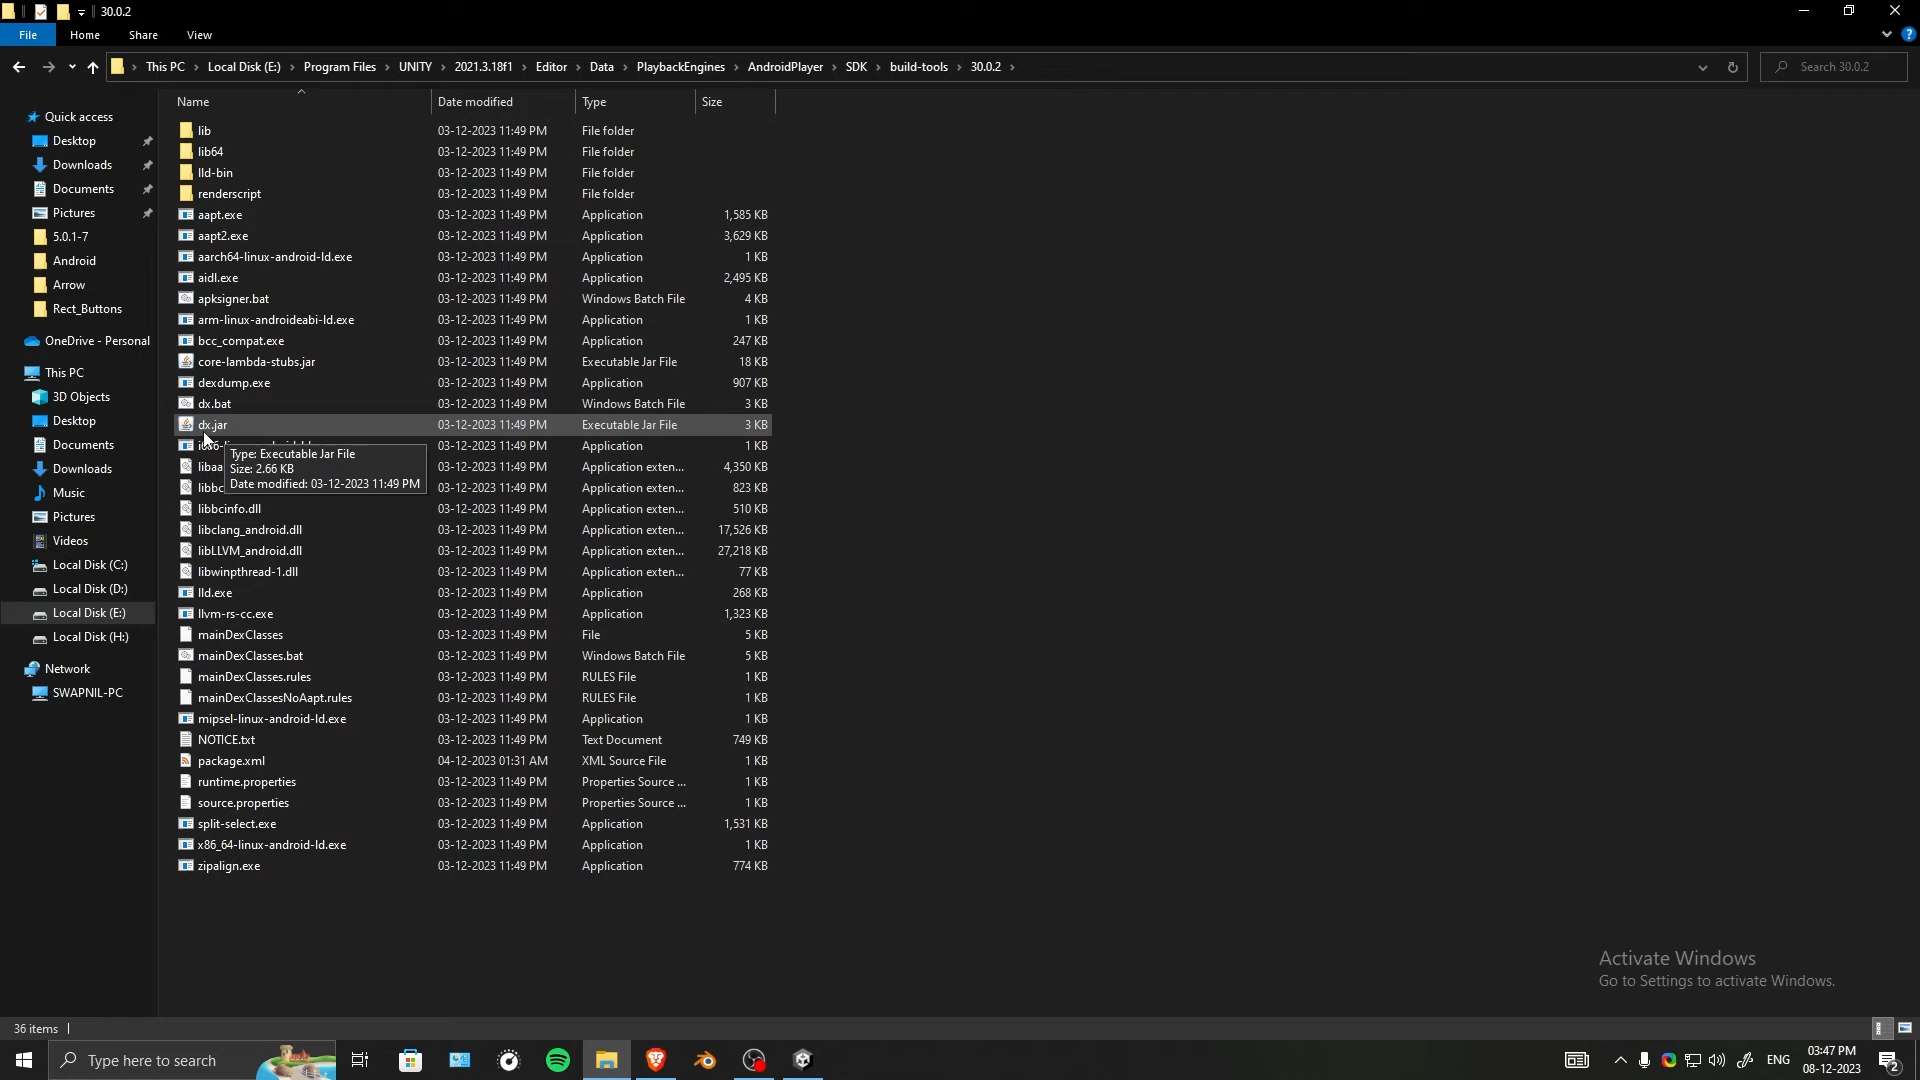 30.0.2
File Home Share View
This PC Local Disk (E:) Program Files UNITY 2021.3.18f1 Editor Data PlaybackEngines AndroidPlayer SDK build-tools 30.0.2 Search 30.0.2
Name Date modified Type Size
Quick access
Desktop
Downloads
Documents
Pictures
5.0.1-7
Android
Arrow
Rect_Buttons
OneDrive - Personal
This PC
3D Objects
Desktop
Documents
Downloads
Music
Pictures
Videos
Local Disk (C:)
Local Disk (D:)
Local Disk (E:)
Local Disk (H:)
Network
SWAPNIL-PC
lib 03-12-2023 11:49 PM File folder
lib64 03-12-2023 11:49 PM File folder
lld-bin 03-12-2023 11:49 PM File folder
renderscript 03-12-2023 11:49 PM File folder
aapt.exe 03-12-2023 11:49 PM Application 1,585 KB
aapt2.exe 03-12-2023 11:49 PM Application 3,629 KB
aarch64-linux-android-ld.exe 03-12-2023 11:49 PM Application 1 KB
aidl.exe 03-12-2023 11:49 PM Application 2,495 KB
apksigner.bat 03-12-2023 11:49 PM Windows Batch File 4 KB
arm-linux-androideabi-ld.exe 03-12-2023 11:49 PM Application 1 KB
bcc_compat.exe 03-12-2023 11:49 PM Application 247 KB
core-lambda-stubs.jar 03-12-2023 11:49 PM Executable Jar File 18 KB
dexdump.exe 03-12-2023 11:49 PM Application 907 KB
dx.bat 03-12-2023 11:49 PM Windows Batch File 3 KB
dx.jar 03-12-2023 11:49 PM Executable Jar File 3 KB
03-12-2023 11:49 PM Application 1 KB
Type: Executable Jar File
Size: 2.66 KB
Date modified: 03-12-2023 11:49 PM
libaa 03-12-2023 11:49 PM Application exten... 4,350 KB
libbc 03-12-2023 11:49 PM Application exten... 823 KB
libbcinfo.dll 03-12-2023 11:49 PM Application exten... 510 KB
libclang_android.dll 03-12-2023 11:49 PM Application exten... 17,526 KB
libLLVM_android.dll 03-12-2023 11:49 PM Application exten... 27,218 KB
libwinpthread-1.dll 03-12-2023 11:49 PM Application exten... 77 KB
lld.exe 03-12-2023 11:49 PM Application 268 KB
llvm-rs-cc.exe 03-12-2023 11:49 PM Application 1,323 KB
mainDexClasses 03-12-2023 11:49 PM File 5 KB
mainDexClasses.bat 03-12-2023 11:49 PM Windows Batch File 5 KB
mainDexClasses.rules 03-12-2023 11:49 PM RULES File 1 KB
mainDexClassesNoAapt.rules 03-12-2023 11:49 PM RULES File 1 KB
mipsel-linux-android-ld.exe 03-12-2023 11:49 PM Application 1 KB
NOTICE.txt 03-12-2023 11:49 PM Text Document 749 KB
package.xml 04-12-2023 01:31 AM XML Source File 1 KB
runtime.properties 03-12-2023 11:49 PM Properties Source ... 1 KB
source.properties 03-12-2023 11:49 PM Properties Source ... 1 KB
split-select.exe 03-12-2023 11:49 PM Application 1,531 KB
x86_64-linux-android-ld.exe 03-12-2023 11:49 PM Application 1 KB
zipalign.exe 03-12-2023 11:49 PM Application 774 KB
Activate Windows
Go to Settings to activate Windows.
36 items
Type here to search
ENG
03:47 PM
08-12-2023
2